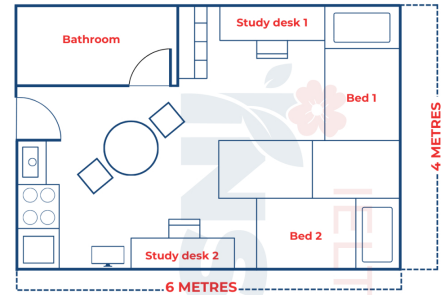 Bathroom
Study desk 1
Bed 1
4 METRES
Study desk 2
Bed 2
6 METRES